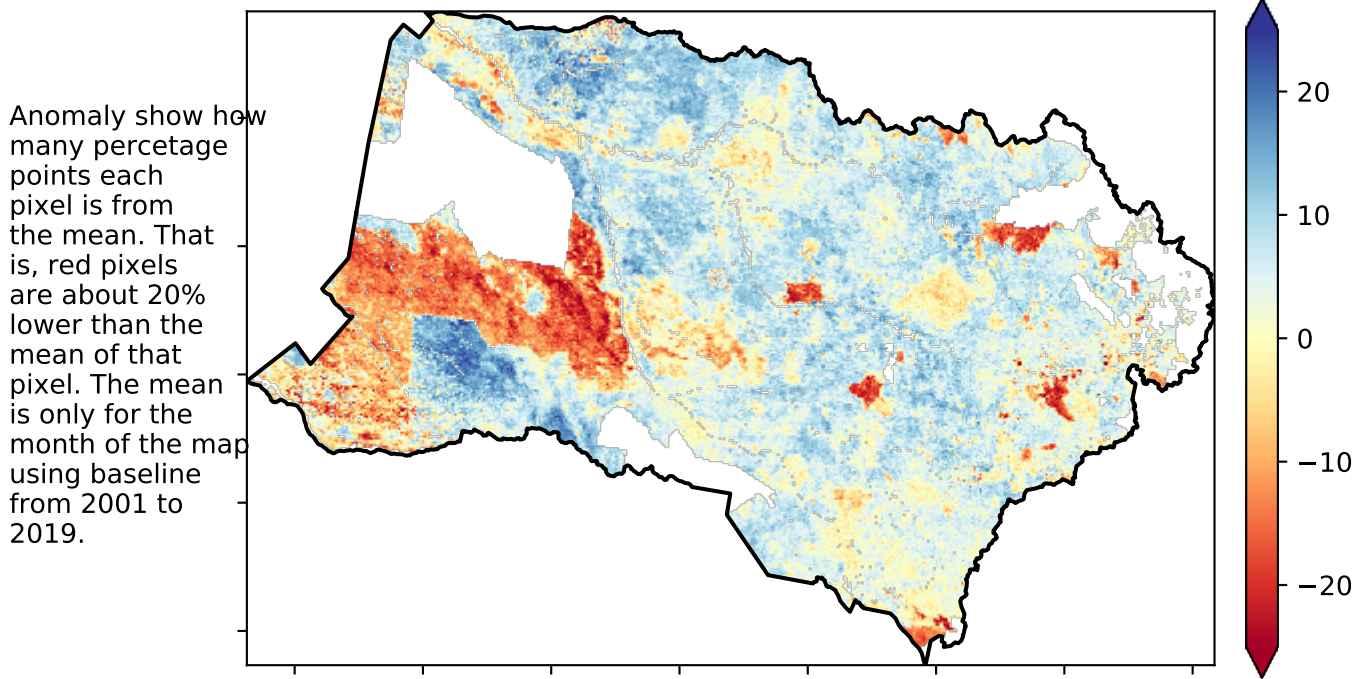 Anomaly show how
many percetage
points each
pixel is from
the mean. That
is, red pixels
are about 20%
lower than the
mean of that
pixel. The mean
is only for the
month of the map
using baseline
from 2001 to
2019.
20
10
0
−10
−20